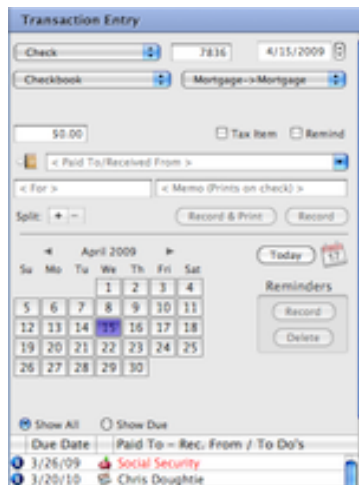 Transaction Entry
Check 7836 4/15/2009
Checkbook Mortgage->Mortgage
$0.00 Tax Item Remind
< Paid To/Received From >
< For > < Memo (Prints on check) >
Split: + - Record & Print Record
April 2009 Today 17
Su Mo Tu We Th Fri Sat Reminders
1 2 3 4
5 6 7 8 9 10 11 Record
12 13 14 15 16 17 18
19 20 21 22 23 24 25 Delete
26 27 28 29 30
Show All Show Due
Due Date Paid To - Rec. From / To Do's
3/26/09 Social Security
3/20/10 Chris Doughtie